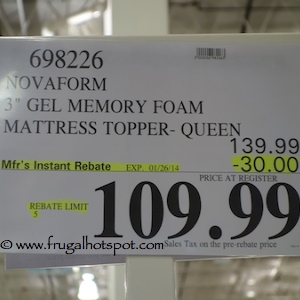 698226
NOVAFORM
3" GEL MEMORY FOAM
MATTRESS TOPPER- QUEEN
139.99
Mfr's Instant Rebate EXP. 01/26/14 -30.00
PRICE AT REGISTER
REBATE LIMIT
5
109.99
www.frugalhotspot.com
Sales Tax on the pre-rebate price